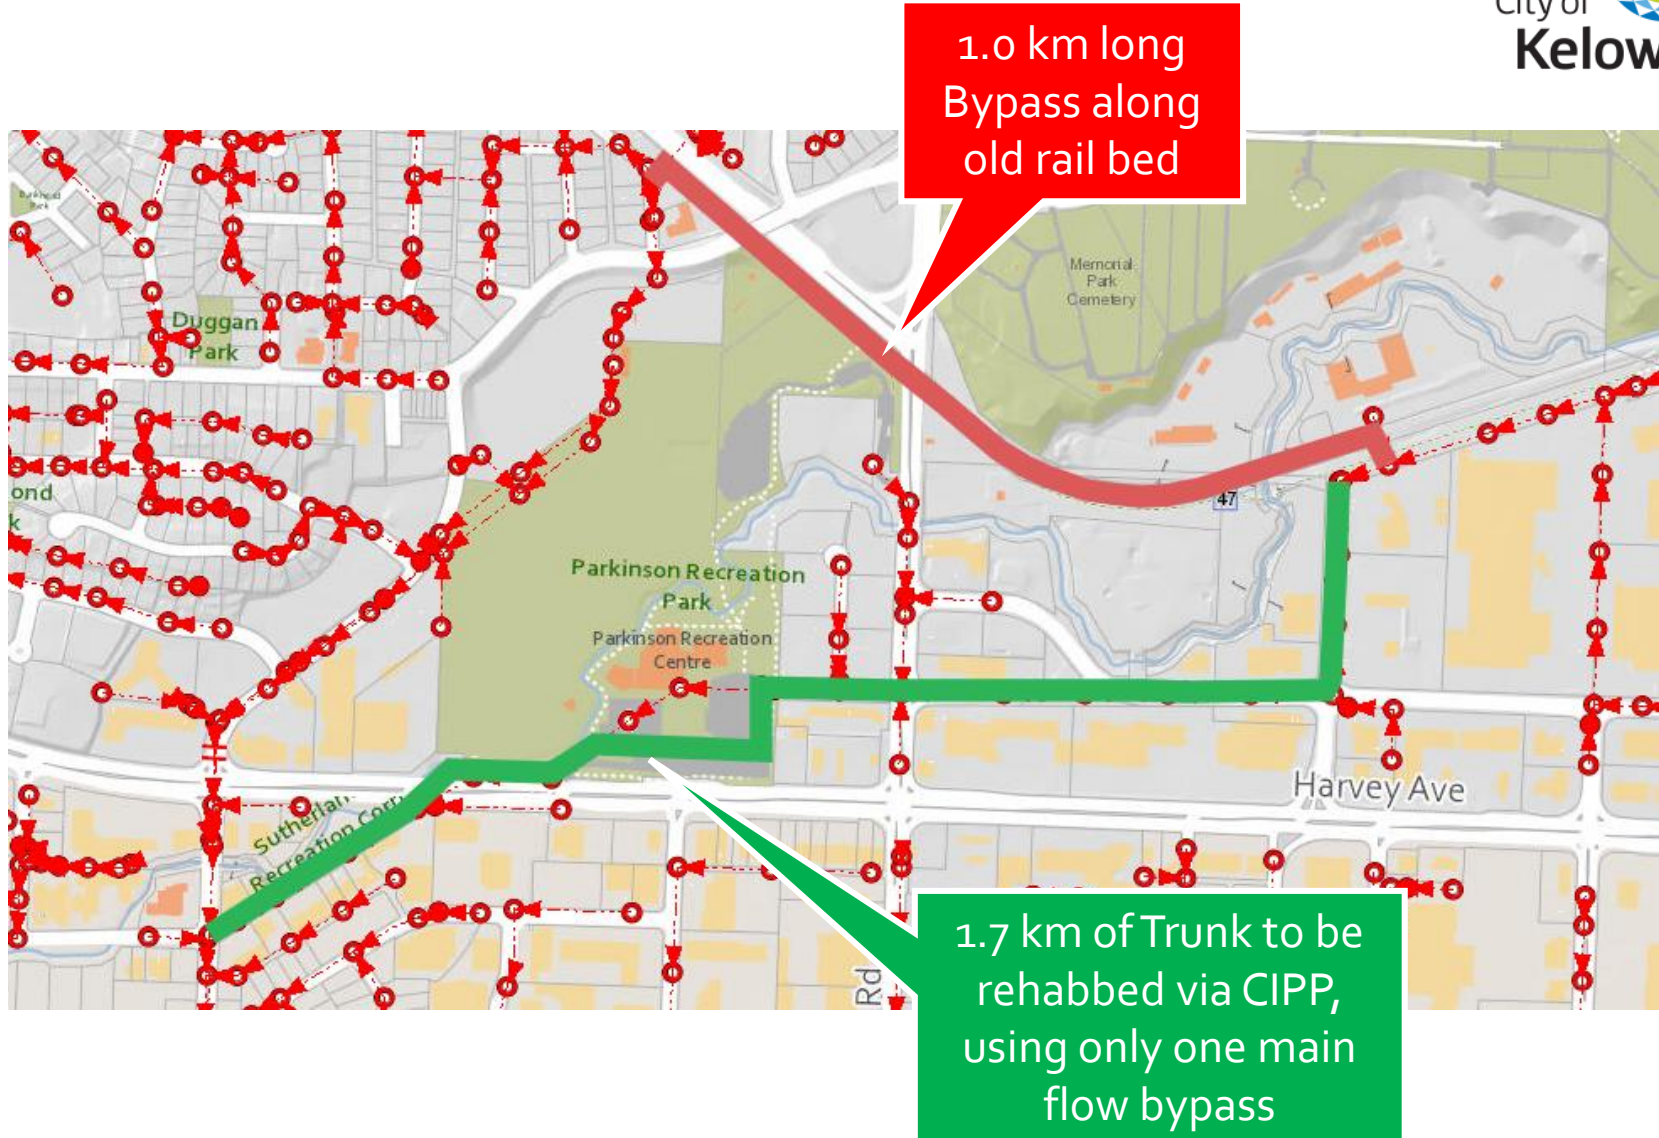 City of
Kelow
1.0 km long
Bypass along
old rail bed
Memorial
Park
Cemetery
Duggan
Park
ond
k
47
Parkinson Recreation
Park
Parkinson Recreation
Centre
Harvey Ave
Sutherlan
Recreation Corr
Rd
1.7 km of Trunk to be
rehabbed via CIPP,
using only one main
flow bypass